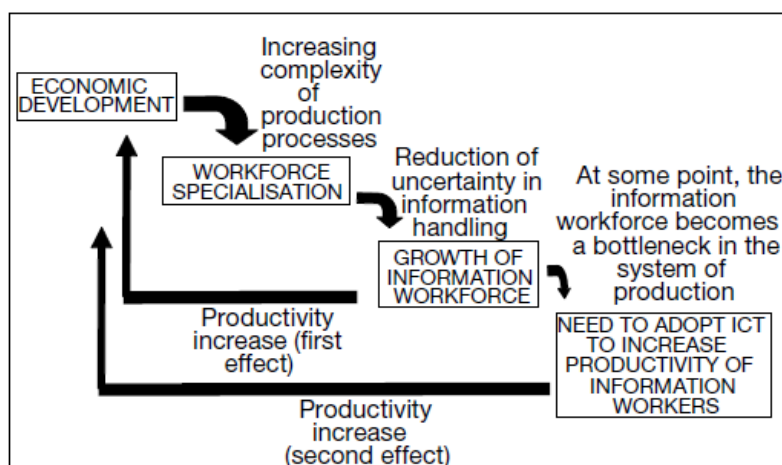 ECONOMIC
DEVELOPMENT
Increasing
complexity
of
production
processes
WORKFORCE
SPECIALISATION
Reduction of
uncertainty in
information
handling
GROWTH OF
INFORMATION
WORKFORCE
At some point, the
information
workforce becomes
a bottleneck in the
system of
production
NEED TO ADOPT ICT
TO INCREASE
PRODUCTIVITY OF
INFORMATION
WORKERS
Productivity
increase (first
effect)
Productivity
increase
(second effect)